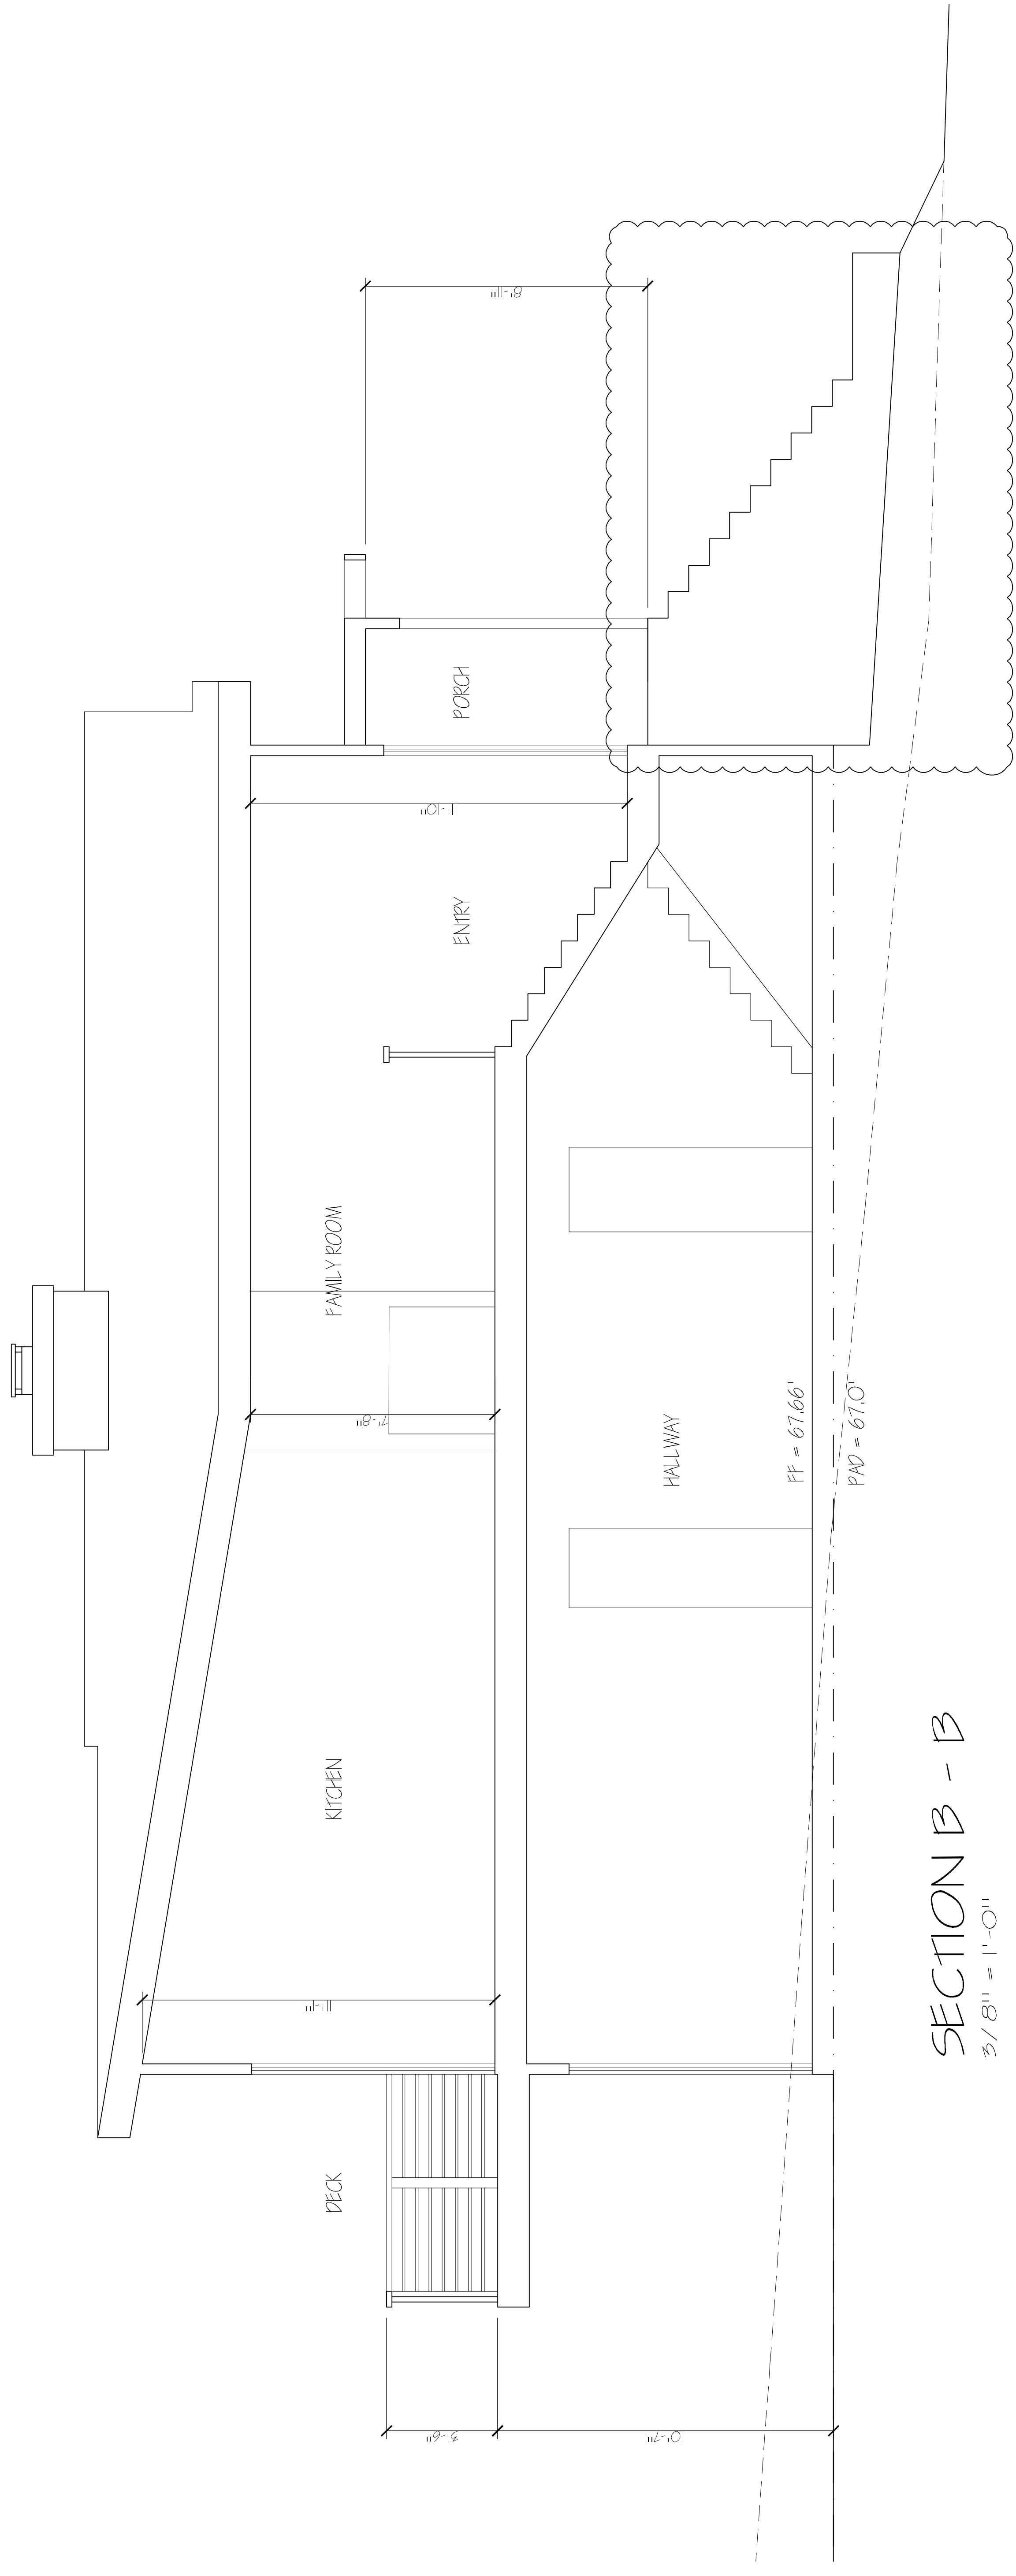 DECK
KITCHEN
FAMILY ROOM
ENTRY
PORCH
HALLWAY
FF = 67.66'
PAD = 67.0'
3'-6"
10'-7"
11'-1"
7'-8"
11'-10"
8'-11"
SECTION B - B
3/8" = 1'-0"